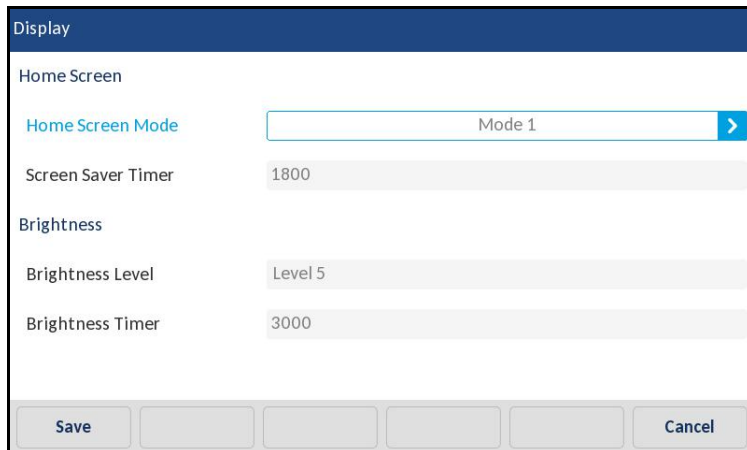 Display
Home Screen
Home Screen Mode Mode 1
Screen Saver Timer 1800
Brightness
Brightness Level Level 5
Brightness Timer 3000
Save Cancel